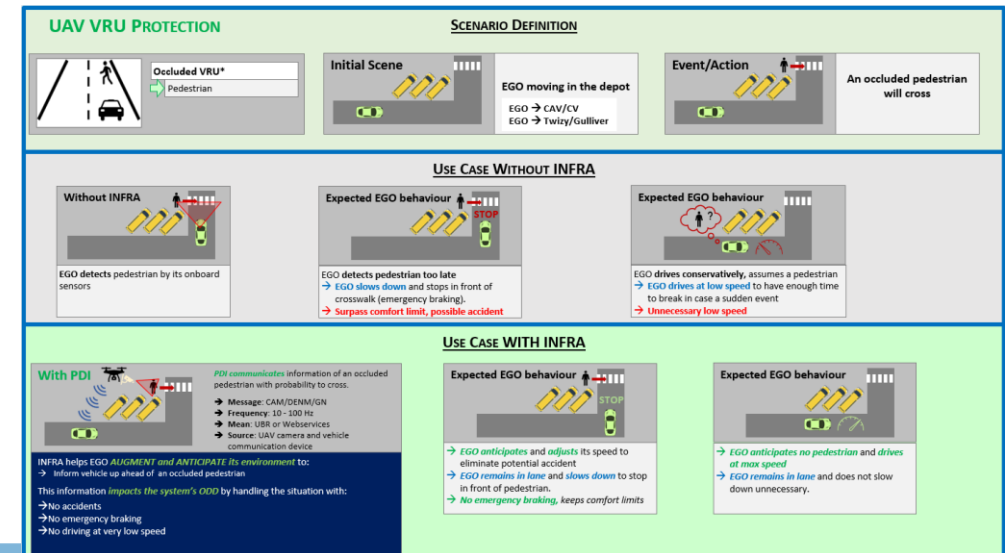 UAV VRU PROTECTION
SCENARIO DEFINITION
Occluded VRU*
Pedestrian
Initial Scene
EGO moving in the depot
EGO → CAV/CV
EGO → Twizy/Gulliver
Event/Action
An occluded pedestrian
will cross
USE CASE WITHOUT INFRA
Without INFRA
EGO detects pedestrian by its onboard
sensors
Expected EGO behaviour
STOP
EGO detects pedestrian too late
→ EGO slows down and stops in front of
crosswalk (emergency braking).
→ Surpass comfort limit, possible accident
Expected EGO behaviour
?
EGO drives conservatively, assumes a pedestrian
→ EGO drives at low speed to have enough time
to break in case a sudden event
→ Unnecessary low speed
USE CASE WITH INFRA
With PDI
PDI communicates information of an occluded
pedestrian with probability to cross.
→ Message: CAM/DENM/GN
→ Frequency: 10 - 100 Hz
→ Mean: UBR or Webservices
→ Source: UAV camera and vehicle
communication device
INFRA helps EGO AUGMENT and ANTICIPATE its environment to:
→ Inform vehicle up ahead of an occluded pedestrian
This information impacts the system's ODD by handling the situation with:
→No accidents
→No emergency braking
→No driving at very low speed
Expected EGO behaviour
STOP
→ EGO anticipates and adjusts its speed to
eliminate potential accident
→ EGO remains in lane and slows down to stop
in front of pedestrian.
→ No emergency braking, keeps comfort limits
Expected EGO behaviour
→ EGO anticipates no pedestrian and drives
at max speed
→ EGO remains in lane and does not slow
down unnecessary.